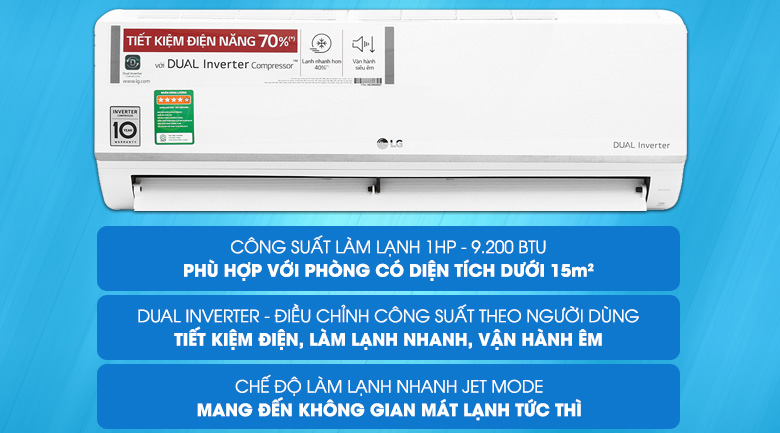 TIẾT KIỆM ĐIỆN NĂNG 70%(*)
với DUAL Inverter Compressor™
Lạnh nhanh hơn
40%
Vận hành
siêu êm
Dual Inverter
www.lg.com
INVERTER
COMPRESSOR
10
YEAR
WARRANTY
LG
DUAL Inverter
CÔNG SUẤT LÀM LẠNH 1HP - 9.200 BTU
PHÙ HỢP VỚI PHÒNG CÓ DIỆN TÍCH DƯỚI 15m²
DUAL INVERTER - ĐIỀU CHỈNH CÔNG SUẤT THEO NGƯỜI DÙNG
TIẾT KIỆM ĐIỆN, LÀM LẠNH NHANH, VẬN HÀNH ÊM
CHẾ ĐỘ LÀM LẠNH NHANH JET MODE
MANG ĐẾN KHÔNG GIAN MÁT LẠNH TỨC THÌ